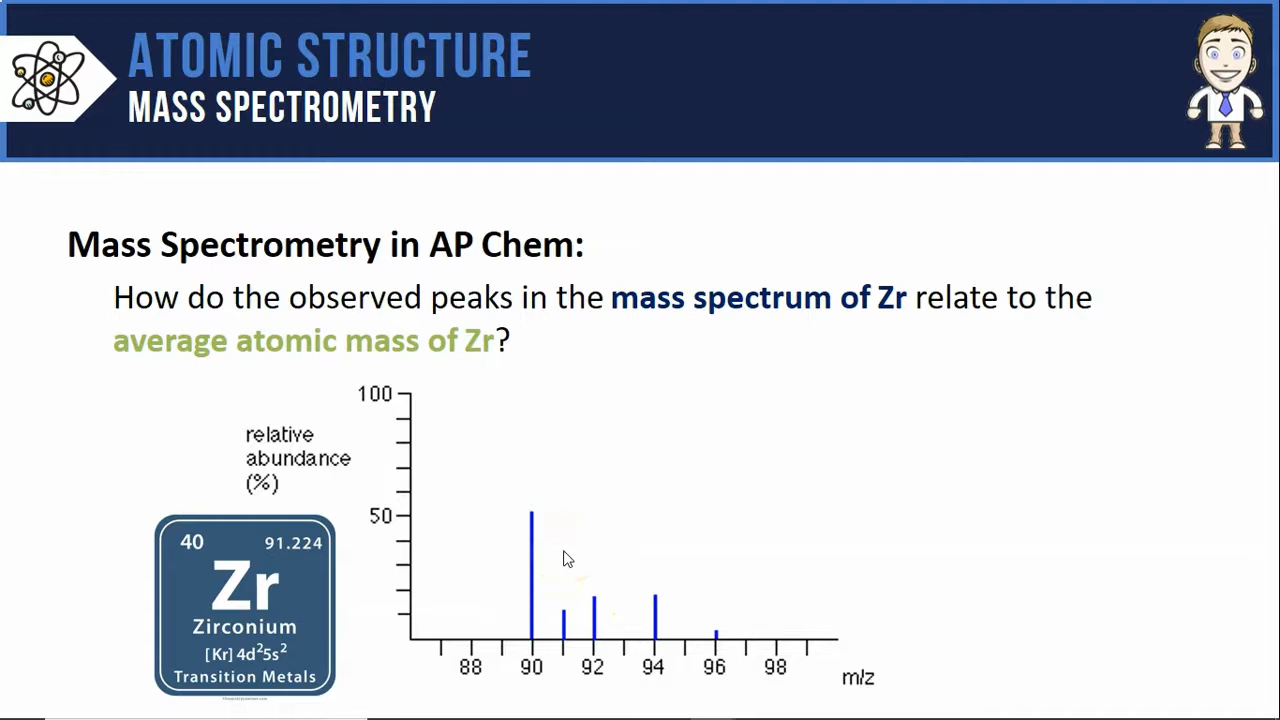 ATOMIC STRUCTURE
MASS SPECTROMETRY
Mass Spectrometry in AP Chem:
How do the observed peaks in the mass spectrum of Zr relate to the
average atomic mass of Zr?
100
relative
abundance
(%)
50
40 91.224
Zr
Zirconium
[Kr] 4d²5s²
Transition Metals
88 90 92 94 96 98 m/z